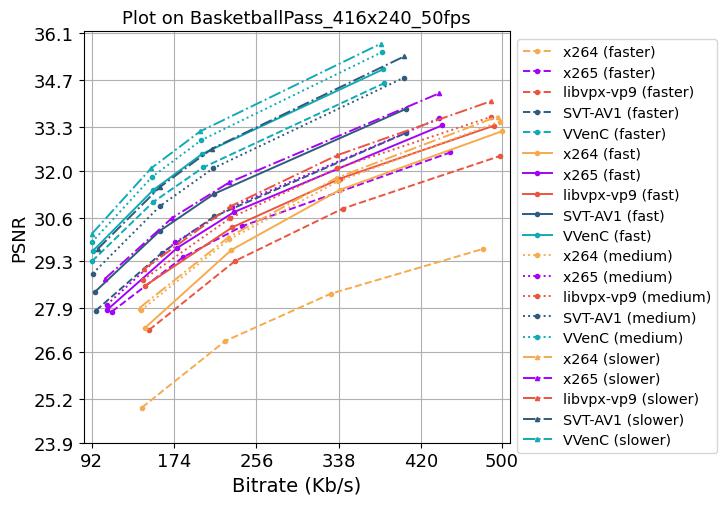 Plot on BasketballPass_416x240_50fps
36.1
34.7
33.3
32.0
30.6
29.3
27.9
26.6
25.2
23.9
PSNR
92 174 256 338 420 500
Bitrate (Kb/s)
x264 (faster)
x265 (faster)
libvpx-vp9 (faster)
SVT-AV1 (faster)
VVenC (faster)
x264 (fast)
x265 (fast)
libvpx-vp9 (fast)
SVT-AV1 (fast)
VVenC (fast)
x264 (medium)
x265 (medium)
libvpx-vp9 (medium)
SVT-AV1 (medium)
VVenC (medium)
x264 (slower)
x265 (slower)
libvpx-vp9 (slower)
SVT-AV1 (slower)
VVenC (slower)